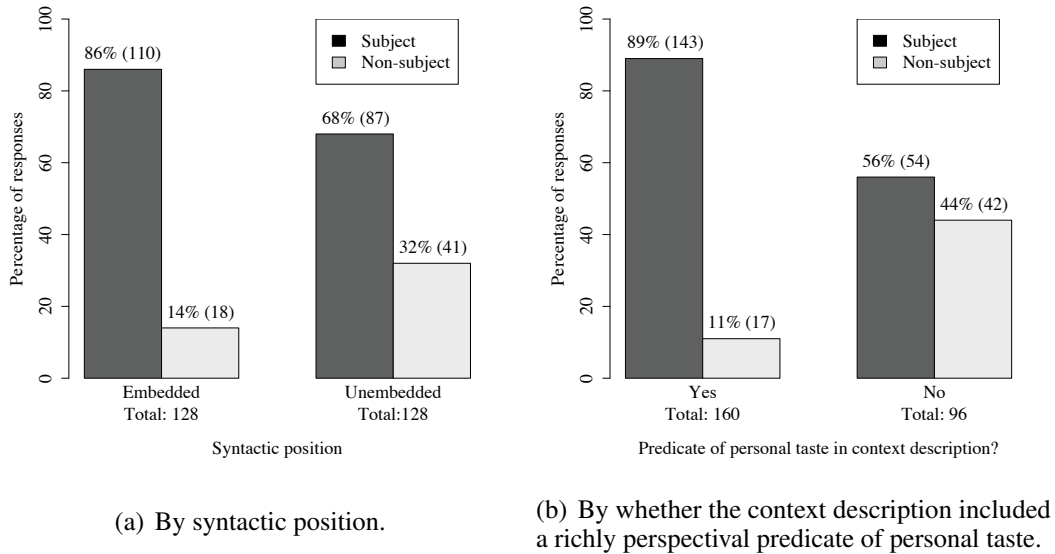 Percentage of responses
100
80
60
40
20
0
Subject
Non-subject
86% (110)
14% (18)
68% (87)
32% (41)
Embedded
Total: 128
Unembedded
Total:128
Syntactic position
(a) By syntactic position.
Percentage of responses
100
80
60
40
20
0
Subject
Non-subject
89% (143)
11% (17)
56% (54)
44% (42)
Yes
Total: 160
No
Total: 96
Predicate of personal taste in context description?
(b) By whether the context description included
a richly perspectival predicate of personal taste.